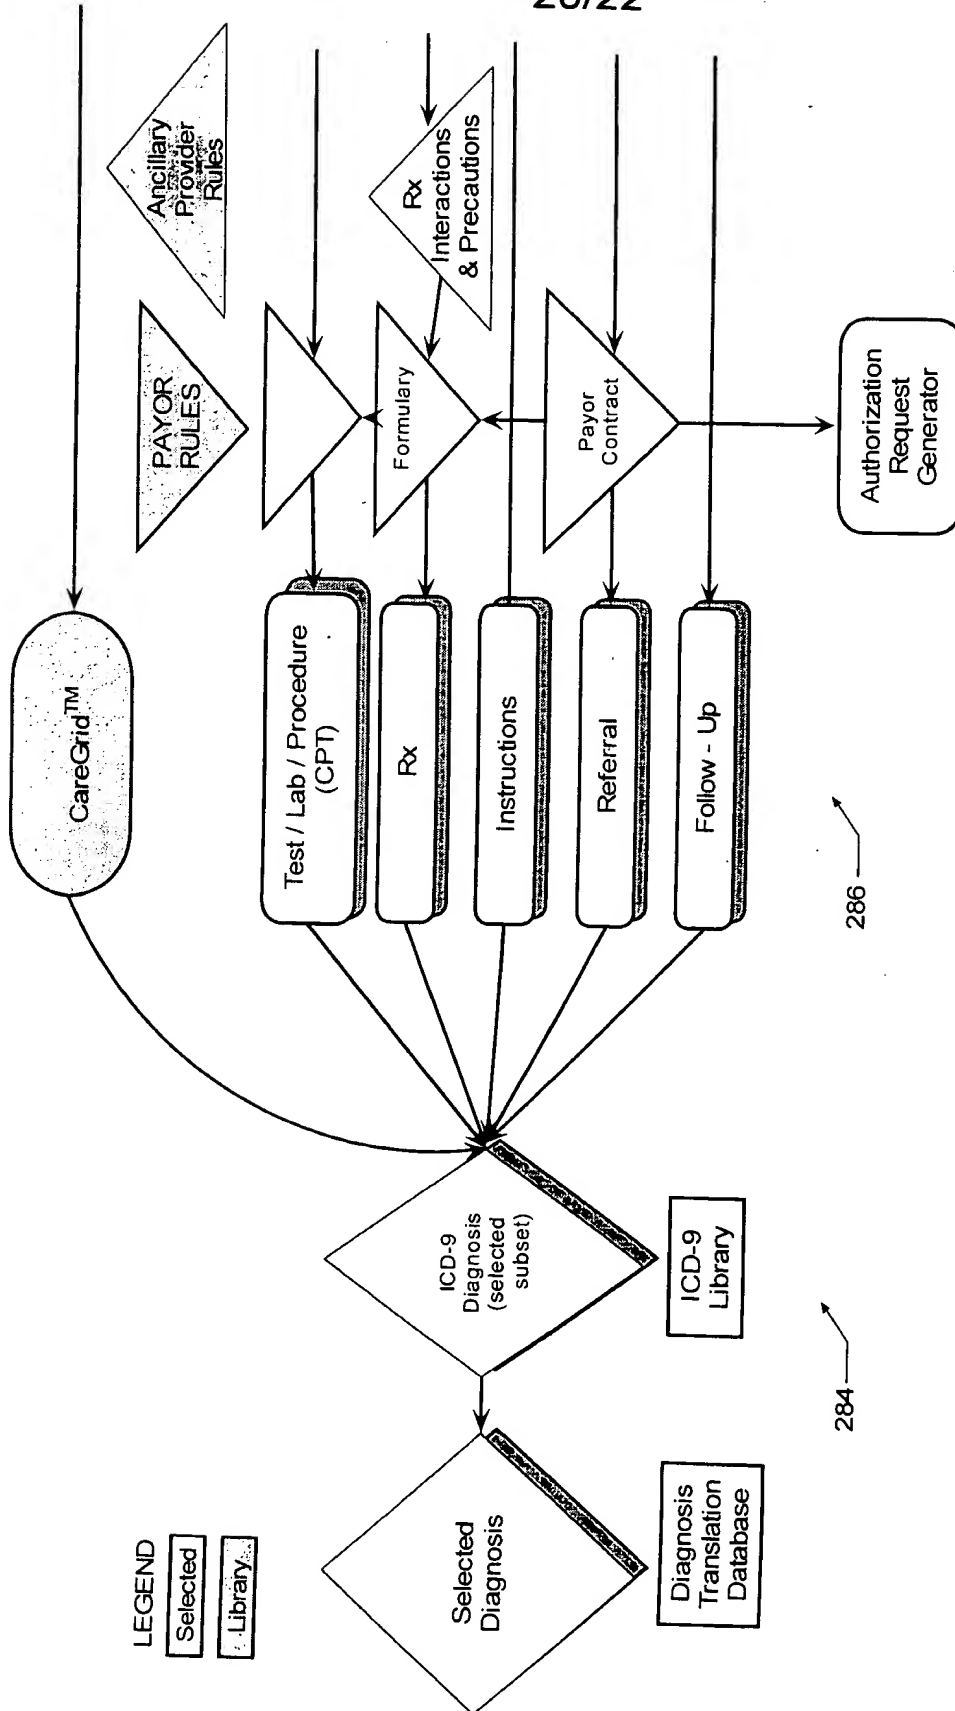 LEGEND
Selected
Library
Selected
Diagnosis
Diagnosis
Translation
Database
ICD-9
Diagnosis
(selected
subset)
ICD-9
Library
284
CareGrid™
Test / Lab / Procedure
(CPT)
Rx
Instructions
Referral
Follow - Up
286
PAYOR
RULES
Formulary
Payor
Contract
Authorization
Request
Generator
Ancillary
Provider
Rules
Rx
Interactions
& Precautions